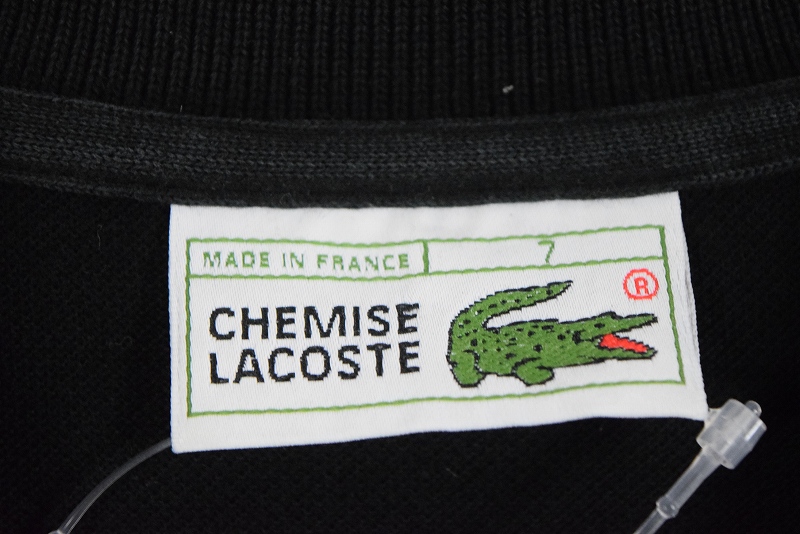 MADE IN FRANCE 7
CHEMISE
LACOSTE
®